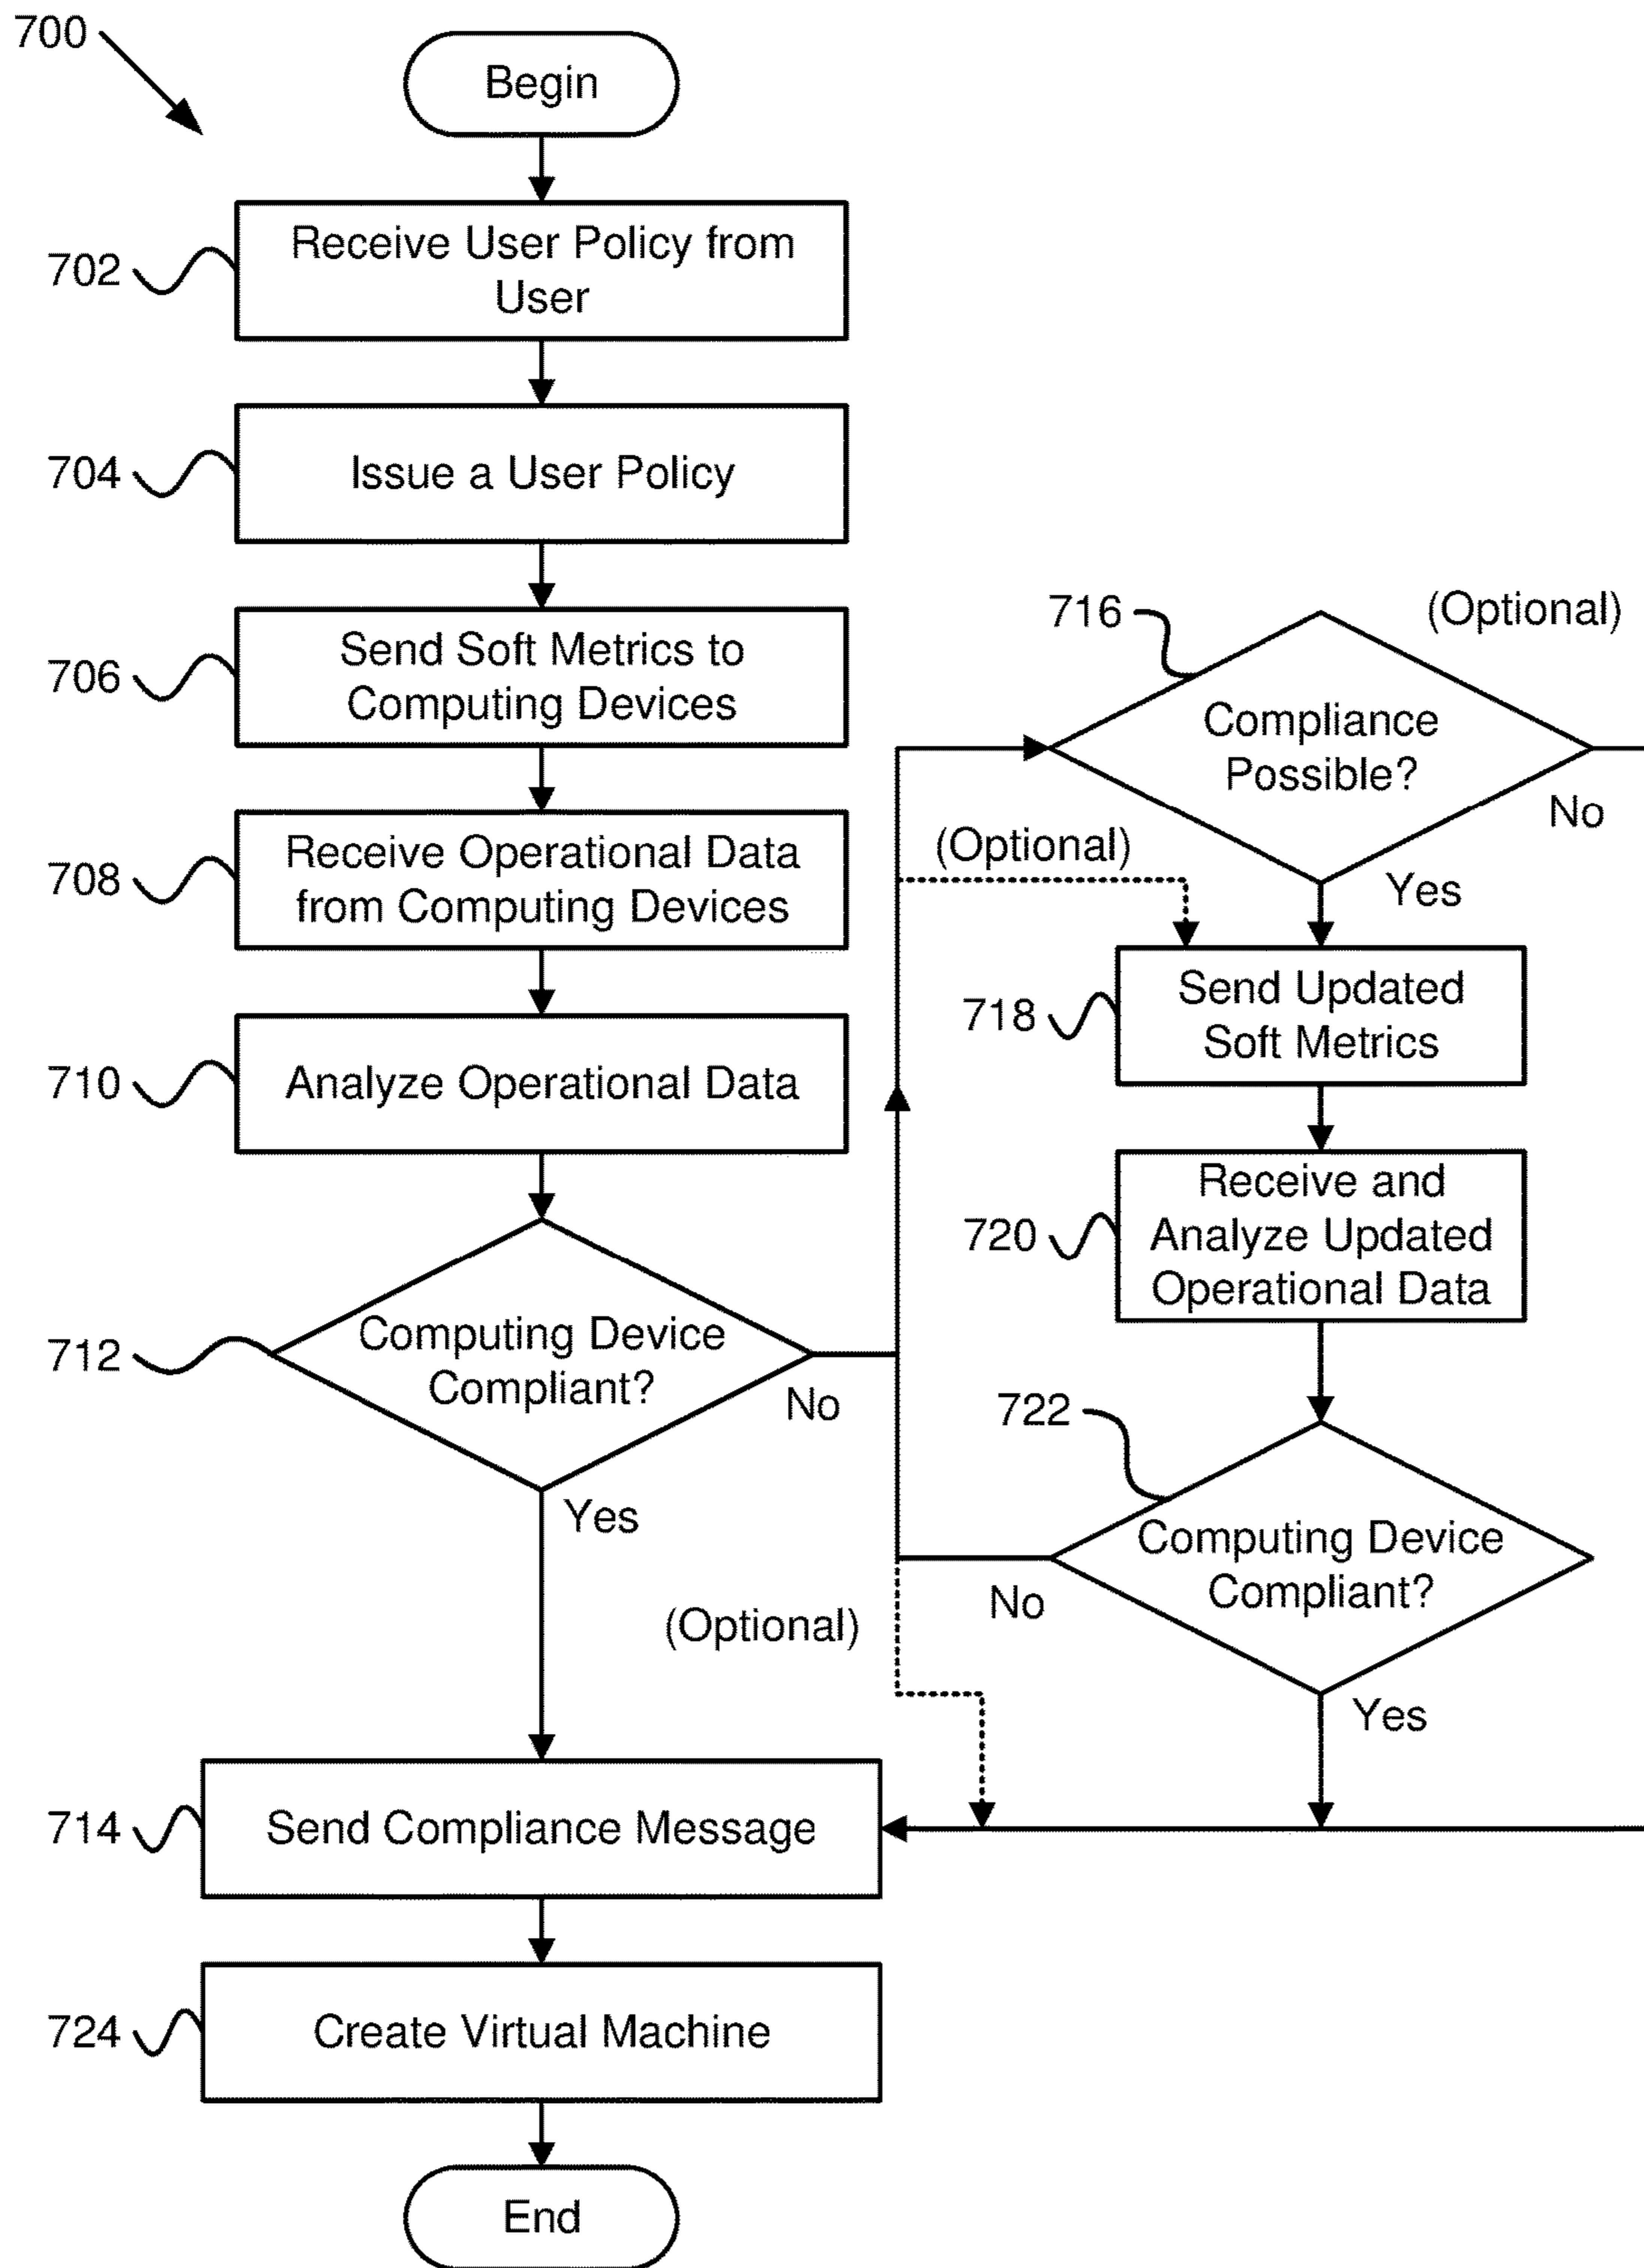 700
Begin
702
Receive User Policy from
User
704
Issue a User Policy
706
Send Soft Metrics to
Computing Devices
708
Receive Operational Data
from Computing Devices
710
Analyze Operational Data
712
Computing Device
Compliant?
No
Yes
(Optional)
714
Send Compliance Message
724
Create Virtual Machine
End
716
(Optional)
Compliance
Possible?
No
(Optional)
Yes
718
Send Updated
Soft Metrics
720
Receive and
Analyze Updated
Operational Data
722
Computing Device
Compliant?
No
Yes